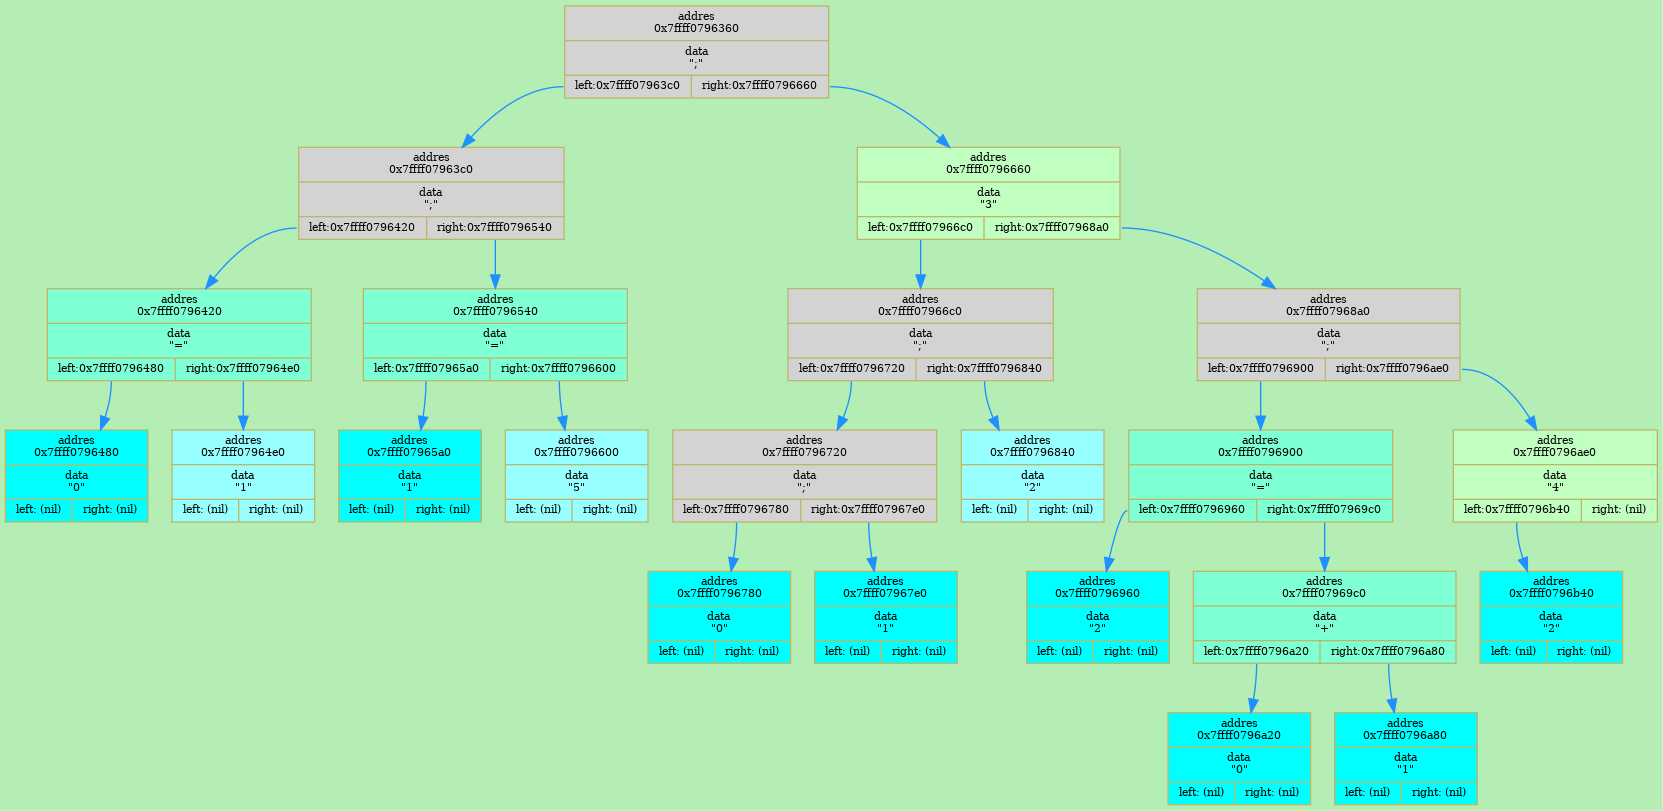 addres
0x7ffff0796360
data
";"
left:0x7ffff07963c0 right:0x7ffff0796660
addres
0x7ffff07963c0
data
";"
left:0x7ffff0796420 right:0x7ffff0796540
addres
0x7ffff0796660
data
"3"
left:0x7ffff07966c0 right:0x7ffff07968a0
addres
0x7ffff0796420
data
"="
left:0x7ffff0796480 right:0x7ffff07964e0
addres
0x7ffff0796540
data
"="
left:0x7ffff07965a0 right:0x7ffff0796600
addres
0x7ffff07966c0
data
";"
left:0x7ffff0796720 right:0x7ffff0796840
addres
0x7ffff07968a0
data
";"
left:0x7ffff0796900 right:0x7ffff0796ae0
addres
0x7ffff0796480
data
"0"
left: (nil) right: (nil)
addres
0x7ffff07964e0
data
"1"
left: (nil) right: (nil)
addres
0x7ffff07965a0
data
"1"
left: (nil) right: (nil)
addres
0x7ffff0796600
data
"5"
left: (nil) right: (nil)
addres
0x7ffff0796720
data
";"
left:0x7ffff0796780 right:0x7ffff07967e0
addres
0x7ffff0796840
data
"2"
left: (nil) right: (nil)
addres
0x7ffff0796900
data
"="
left:0x7ffff0796960 right:0x7ffff07969c0
addres
0x7ffff0796ae0
data
"4"
left:0x7ffff0796b40 right: (nil)
addres
0x7ffff0796780
data
"0"
left: (nil) right: (nil)
addres
0x7ffff07967e0
data
"1"
left: (nil) right: (nil)
addres
0x7ffff0796960
data
"2"
left: (nil) right: (nil)
addres
0x7ffff07969c0
data
"+"
left:0x7ffff0796a20 right:0x7ffff0796a80
addres
0x7ffff0796b40
data
"2"
left: (nil) right: (nil)
addres
0x7ffff0796a20
data
"0"
left: (nil) right: (nil)
addres
0x7ffff0796a80
data
"1"
left: (nil) right: (nil)